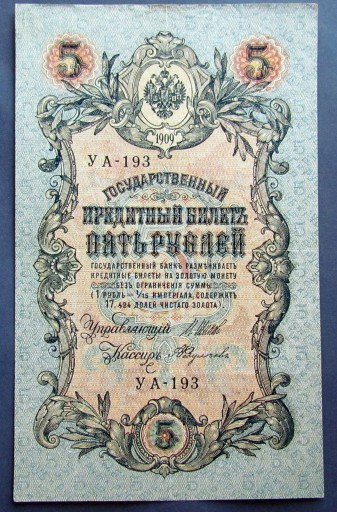 5 5
1909
УА-193
ГОСУДАРСТВЕННЫЙ
КРЕДИТНЫЙ БИЛЕТЪ
ПЯТЬ РУБЛЕЙ
ГОСУДАРСТВЕННЫЙ БАНКЪ РАЗМѢНИВАЕТЪ
КРЕДИТНЫЕ БИЛЕТЫ НА ЗОЛОТУЮ МОНЕТУ
БЕЗЪ ОГРАНИЧЕНІЯ СУММЫ
(1 РУБЛЬ = 1/15 ИМПЕРІАЛА, СОДЕРЖИТЪ
17,424 ДОЛЕЙ ЧИСТАГО ЗОЛОТА).
Управляющій
Кассиръ
УА-193
5